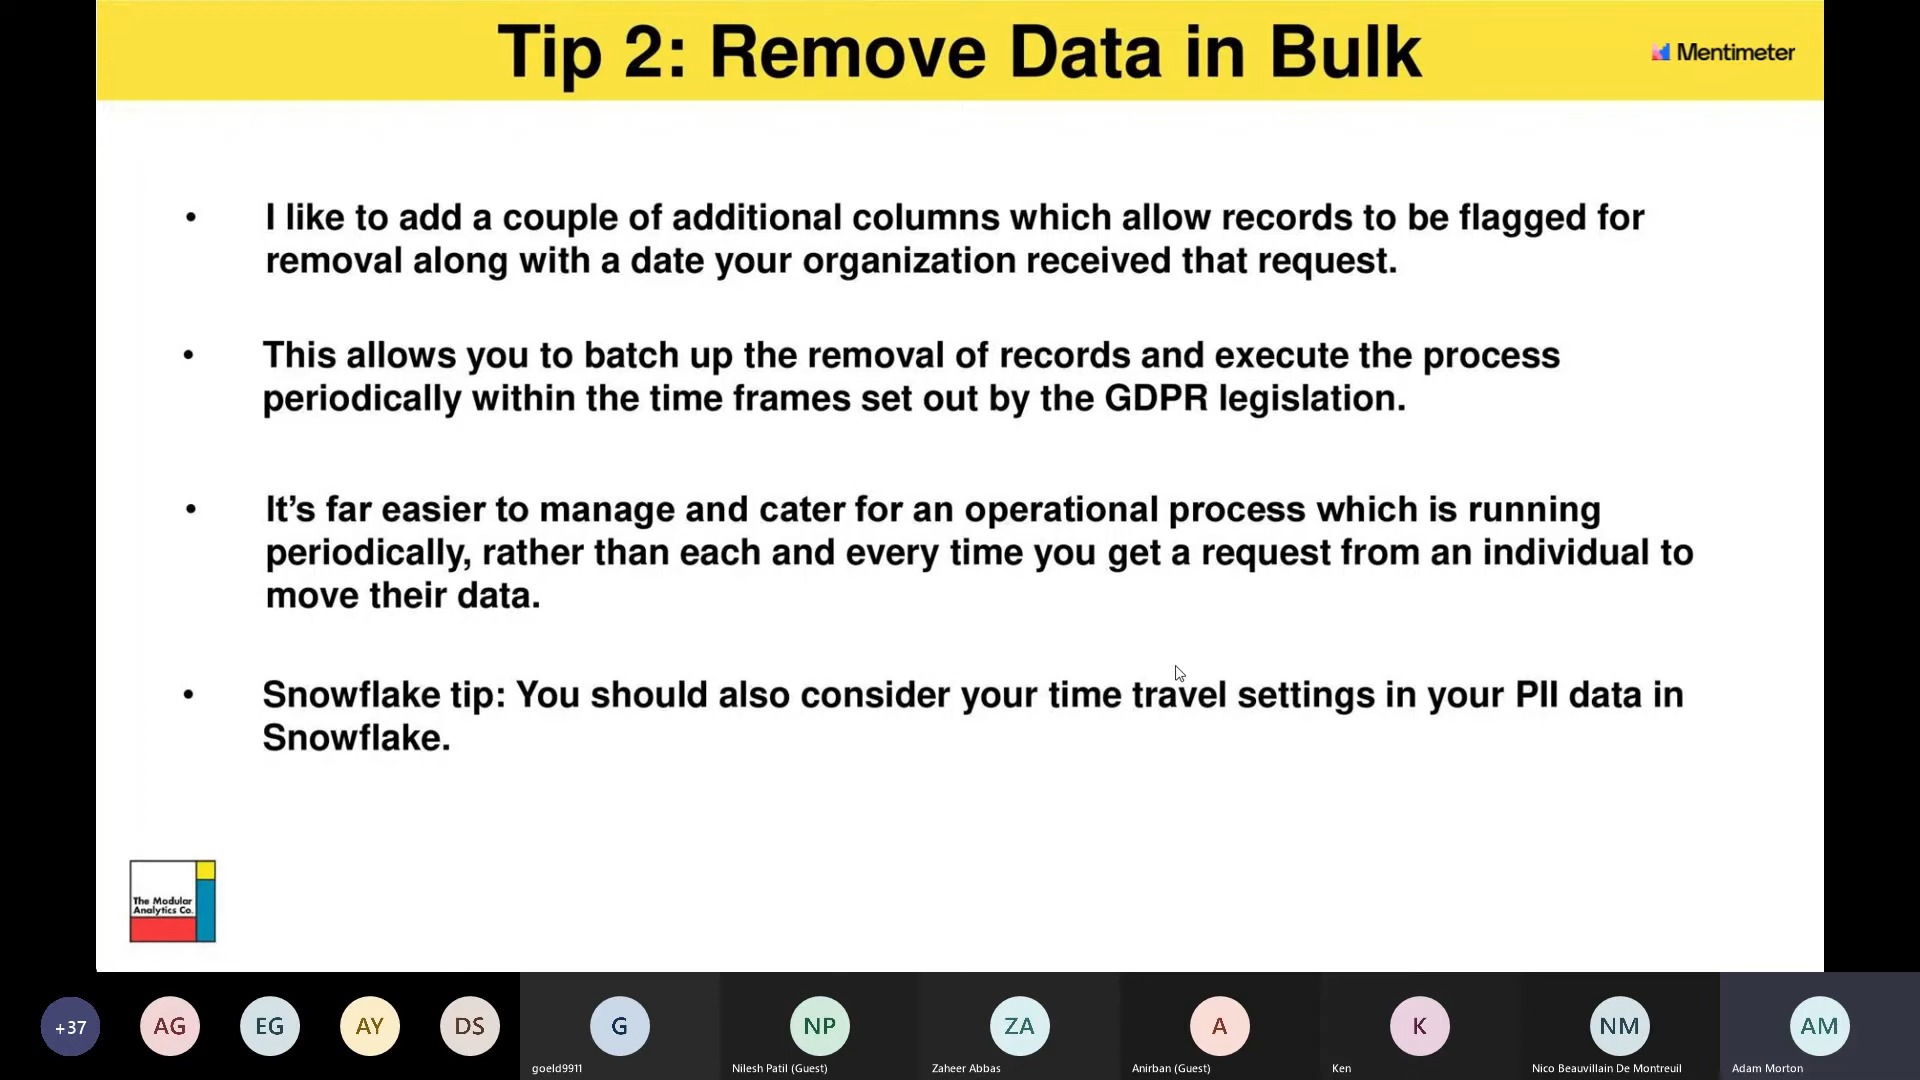 Tip 2: Remove Data in Bulk
Mentimeter
• I like to add a couple of additional columns which allow records to be flagged for
removal along with a date your organization received that request.
• This allows you to batch up the removal of records and execute the process
periodically within the time frames set out by the GDPR legislation.
• It’s far easier to manage and cater for an operational process which is running
periodically, rather than each and every time you get a request from an individual to
move their data.
• Snowflake tip: You should also consider your time travel settings in your PII data in
Snowflake.
The Modular
Analytics Co.
+37
AG
EG
AY
DS
G
goeld9911
NP
Nilesh Patil (Guest)
ZA
Zaheer Abbas
A
Anirban (Guest)
K
Ken
NM
Nico Beauvillain De Montreuil
AM
Adam Morton